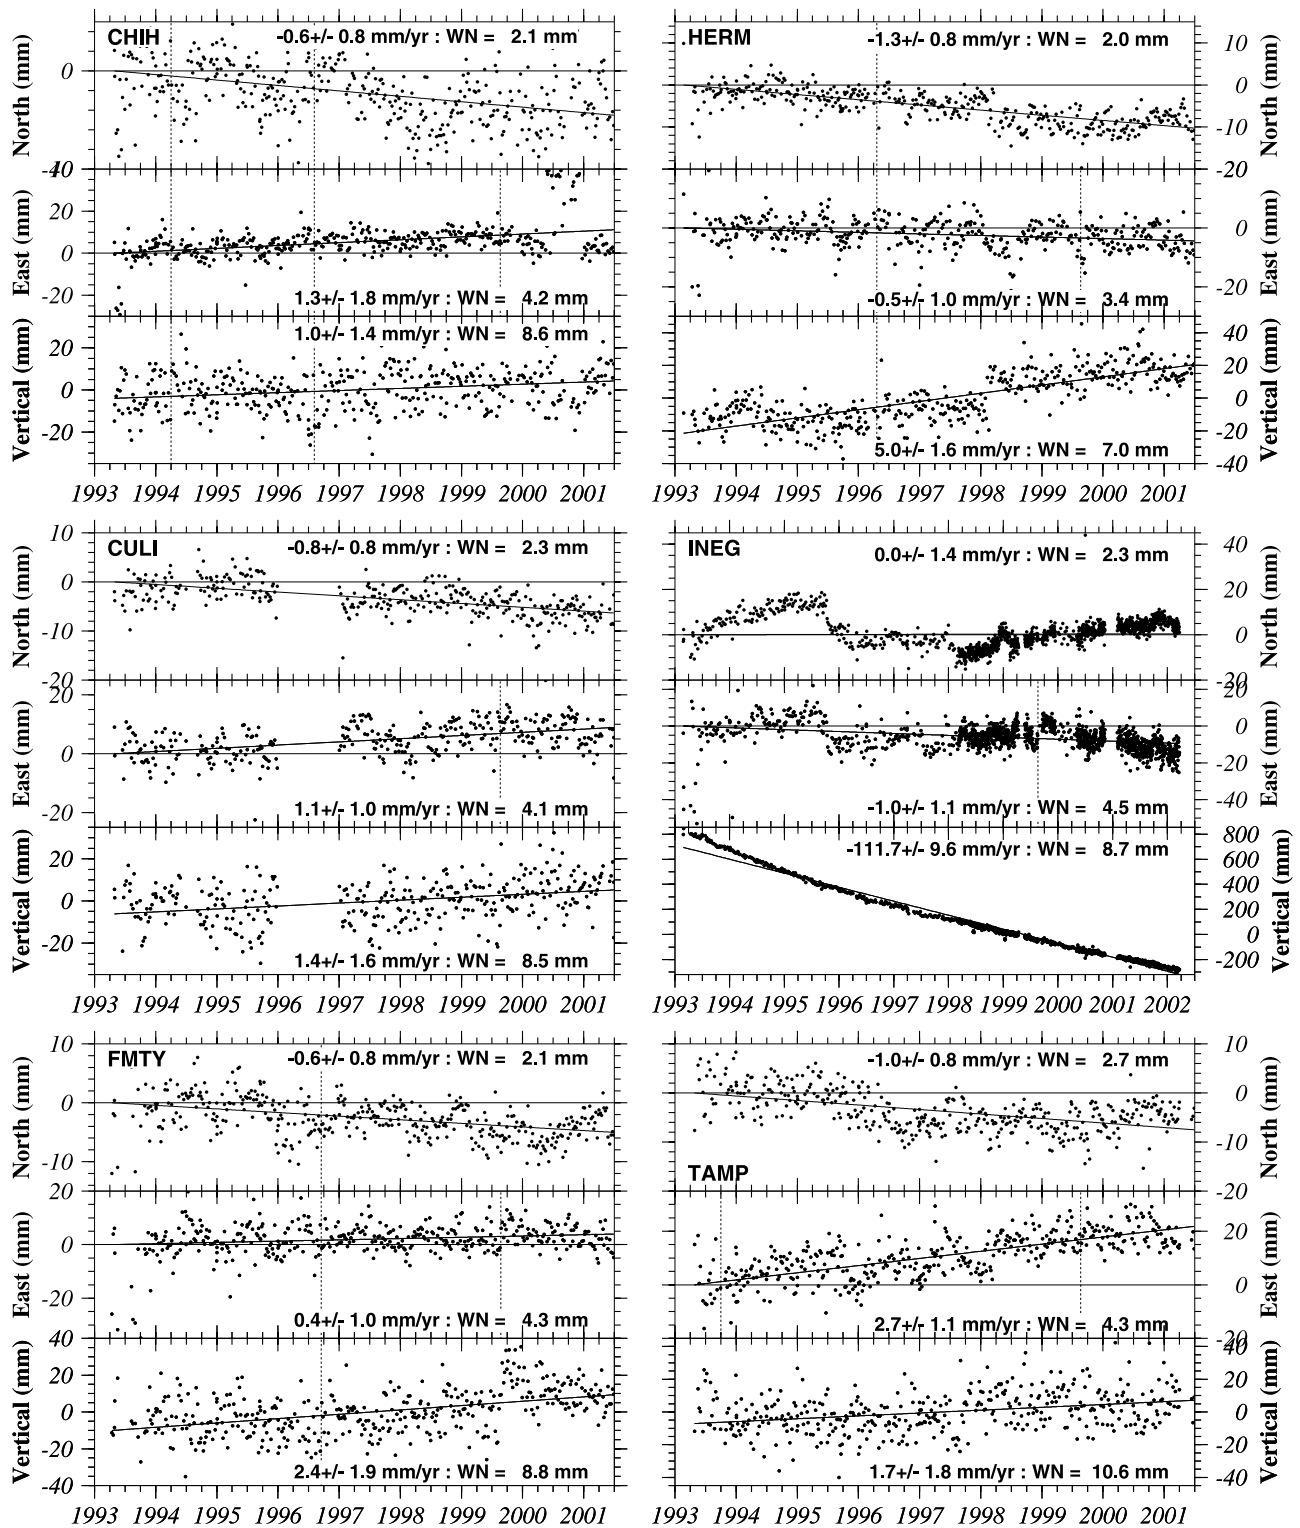 CHIH -0.6+/- 0.8 mm/yr : WN = 2.1 mm
North (mm)
0
-40
East (mm)
20
0
-20
1.3+/- 1.8 mm/yr : WN = 4.2 mm
Vertical (mm)
1.0+/- 1.4 mm/yr : WN = 8.6 mm
20
0
-20
1993 1994 1995 1996 1997 1998 1999 2000 2001
HERM -1.3+/- 0.8 mm/yr : WN = 2.0 mm
North (mm)
10
0
-10
-20
East (mm)
0
-20
-0.5+/- 1.0 mm/yr : WN = 3.4 mm
Vertical (mm)
40
20
0
-20
-40
5.0+/- 1.6 mm/yr : WN = 7.0 mm
1993 1994 1995 1996 1997 1998 1999 2000 2001
CULI -0.8+/- 0.8 mm/yr : WN = 2.3 mm
North (mm)
10
0
-10
-20
East (mm)
20
0
-20
1.1+/- 1.0 mm/yr : WN = 4.1 mm
Vertical (mm)
20
0
-20
1.4+/- 1.6 mm/yr : WN = 8.5 mm
1993 1994 1995 1996 1997 1998 1999 2000 2001
INEG 0.0+/- 1.4 mm/yr : WN = 2.3 mm
North (mm)
40
20
0
-20
East (mm)
20
0
-20
-40
-1.0+/- 1.1 mm/yr : WN = 4.5 mm
Vertical (mm)
-111.7+/- 9.6 mm/yr : WN = 8.7 mm
800
600
400
200
0
-200
1993 1994 1995 1996 1997 1998 1999 2000 2001 2002
FMTY -0.6+/- 0.8 mm/yr : WN = 2.1 mm
North (mm)
10
0
-10
East (mm)
20
0
-20
0.4+/- 1.0 mm/yr : WN = 4.3 mm
Vertical (mm)
40
20
0
-20
-40
2.4+/- 1.9 mm/yr : WN = 8.8 mm
1993 1994 1995 1996 1997 1998 1999 2000 2001
-1.0+/- 0.8 mm/yr : WN = 2.7 mm
North (mm)
10
0
-10
-20
TAMP
East (mm)
20
0
-20
2.7+/- 1.1 mm/yr : WN = 4.3 mm
Vertical (mm)
40
20
0
-20
-40
1.7+/- 1.8 mm/yr : WN = 10.6 mm
1993 1994 1995 1996 1997 1998 1999 2000 2001